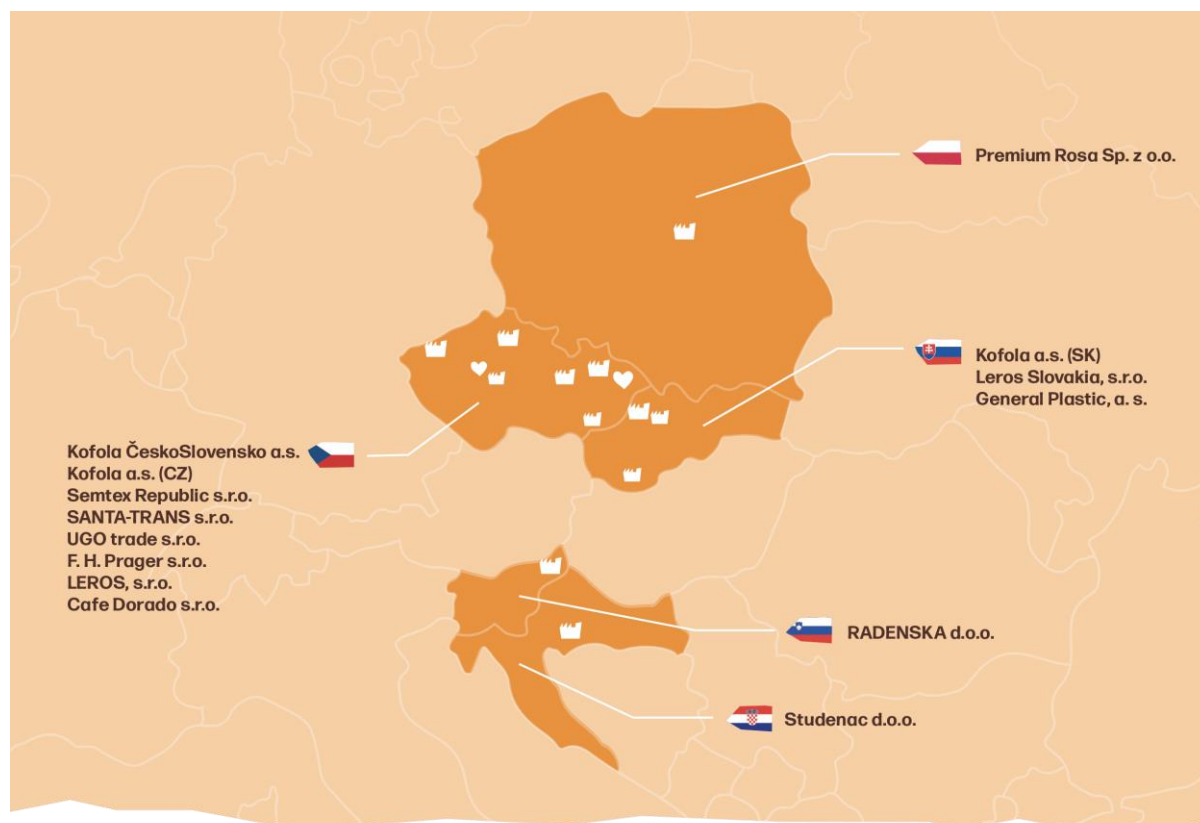 Premium Rosa Sp. z o.o.
Kofola a.s. (SK)
Leros Slovakia, s.r.o.
General Plastic, a. s.
Kofola ČeskoSlovensko a.s.
Kofola a.s. (CZ)
Semtex Republic s.r.o.
SANTA-TRANS s.r.o.
UGO trade s.r.o.
F. H. Prager s.r.o.
LEROS, s.r.o.
Cafe Dorado s.r.o.
RADENSKA d.o.o.
Studenac d.o.o.